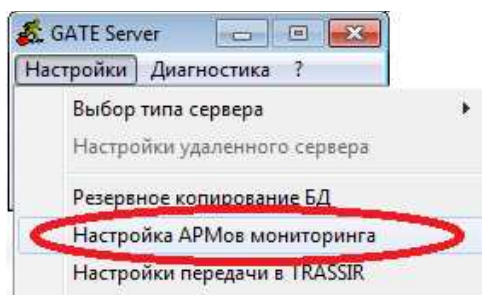 GATE Server
Настройки Диагностика ?
Выбор типа сервера
Настройки удаленного сервера
Резервное копирование БД
Настройка АРМов мониторинга
Настройки передачи в TRASSIR